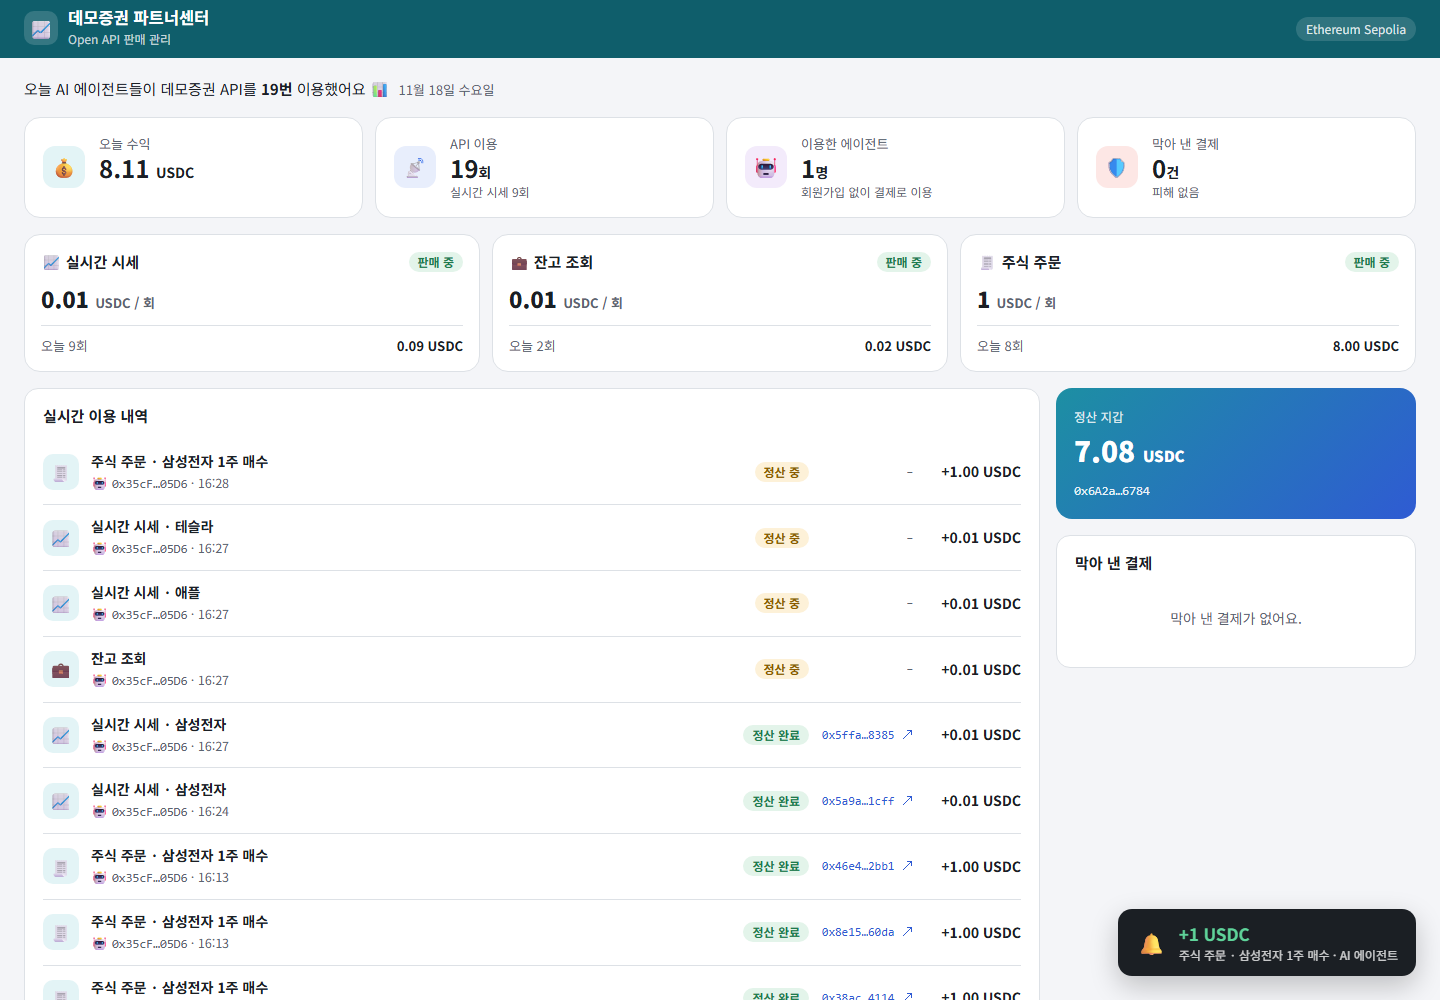 데모증권 파트너센터
Open API 판매 관리
Ethereum Sepolia
오늘 AI 에이전트들이 데모증권 API를 19번 이용했어요 11월 18일 수요일
오늘 수익
8.11 USDC
API 이용
19회
실시간 시세 9회
이용한 에이전트
1명
회원가입 없이 결제로 이용
막아 낸 결제
0건
피해 없음
실시간 시세 판매 중
0.01 USDC / 회
오늘 9회 0.09 USDC
잔고 조회 판매 중
0.01 USDC / 회
오늘 2회 0.02 USDC
주식 주문 판매 중
1 USDC / 회
오늘 8회 8.00 USDC
실시간 이용 내역
주식 주문 · 삼성전자 1주 매수
0x35cF…05D6 · 16:28
정산 중 – +1.00 USDC
실시간 시세 · 테슬라
0x35cF…05D6 · 16:27
정산 중 – +0.01 USDC
실시간 시세 · 애플
0x35cF…05D6 · 16:27
정산 중 – +0.01 USDC
잔고 조회
0x35cF…05D6 · 16:27
정산 중 – +0.01 USDC
실시간 시세 · 삼성전자
0x35cF…05D6 · 16:27
정산 완료 0x5ffa…8385 ↗ +0.01 USDC
실시간 시세 · 삼성전자
0x35cF…05D6 · 16:24
정산 완료 0x5a9a…1cff ↗ +0.01 USDC
주식 주문 · 삼성전자 1주 매수
0x35cF…05D6 · 16:13
정산 완료 0x46e4…2bb1 ↗ +1.00 USDC
주식 주문 · 삼성전자 1주 매수
0x35cF…05D6 · 16:13
정산 완료 0x8e15…60da ↗ +1.00 USDC
주식 주문 · 삼성전자 1주 매수
정산 완료 0x38ac…4114 ↗ +1.00 USDC
정산 지갑
7.08 USDC
0x6A2a…6784
막아 낸 결제
막아 낸 결제가 없어요.
+1 USDC
주식 주문 · 삼성전자 1주 매수 · AI 에이전트